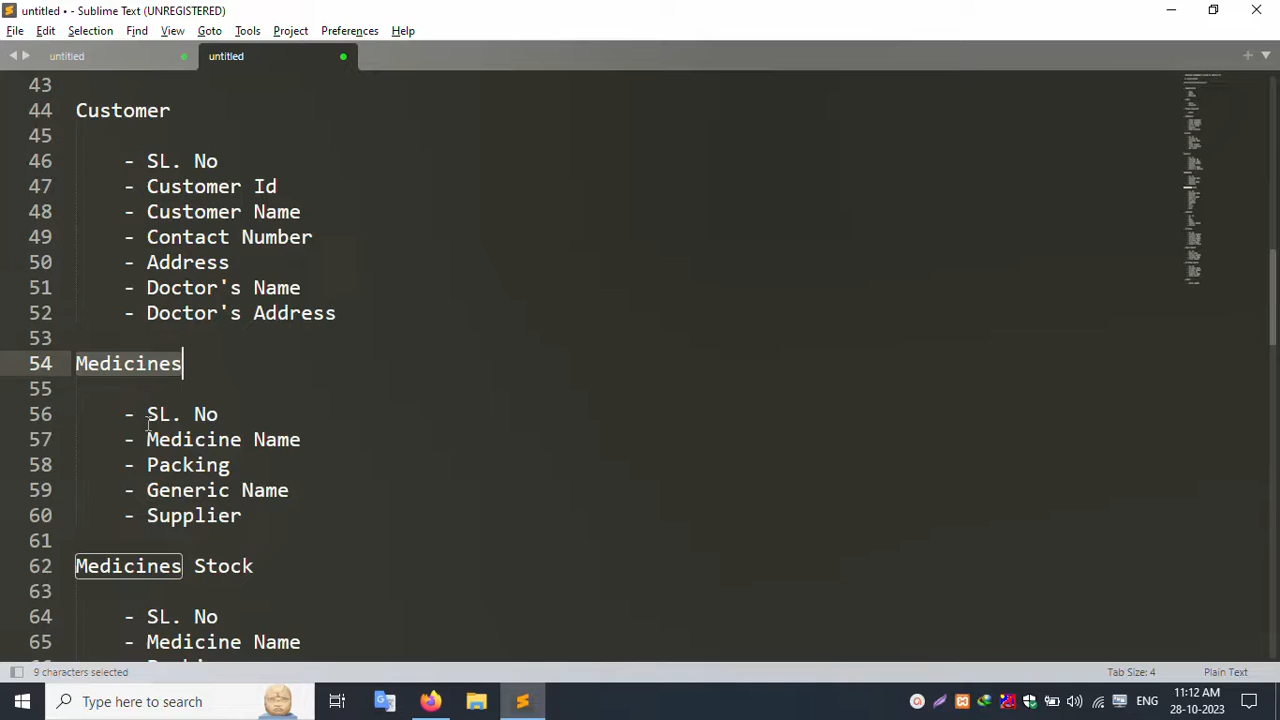 untitled • - Sublime Text (UNREGISTERED)
File Edit Selection Find View Goto Tools Project Preferences Help
untitled untitled
43
44 Customer
45
46 - SL. No
47 - Customer Id
48 - Customer Name
49 - Contact Number
50 - Address
51 - Doctor's Name
52 - Doctor's Address
53
54 Medicines
55
56 - SL. No
57 - Medicine Name
58 - Packing
59 - Generic Name
60 - Supplier
61
62 Medicines Stock
63
64 - SL. No
65 - Medicine Name
9 characters selected Tab Size: 4 Plain Text
Type here to search ENG 11:12 AM
28-10-2023